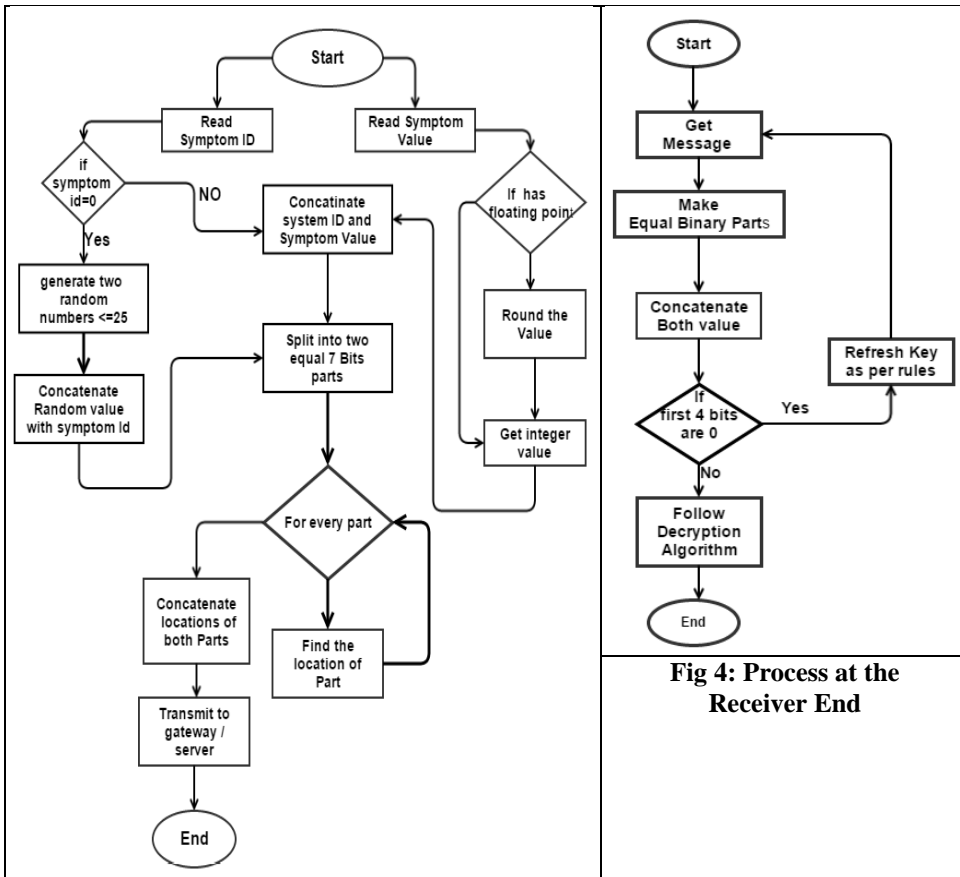 Start
Read
Symptom ID
Read Symptom
Value
if
symptom
id=0
NO
Yes
Concatinate
system ID and
Symptom Value
If has
floating point
generate two
random
numbers <=25
Round the
Value
Split into two
equal 7 Bits
parts
Concatenate
Random value
with symptom Id
Get integer
value
For every part
Concatenate
locations of
both Parts
Find the
location of
Part
Transmit to
gateway /
server
End
Start
Get
Message
Make
Equal Binary Parts
Concatenate
Both value
Refresh Key
as per rules
If
first 4 bits
are 0
Yes
No
Follow
Decryption
Algorithm
End
Fig 4: Process at the
Receiver End